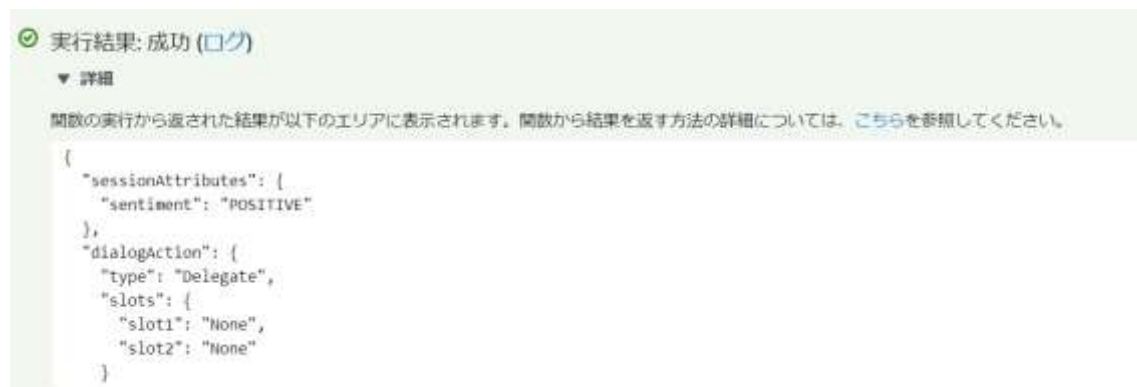 実行結果: 成功 (ログ)
▼ 詳細
関数の実行から返された結果が以下のエリアに表示されます。関数から結果を返す方法の詳細については、こちらを参照してください。
{
  "sessionAttributes": {
    "sentiment": "POSITIVE"
  },
  "dialogAction": {
    "type": "Delegate",
    "slots": {
      "slot1": "None",
      "slot2": "None"
    }